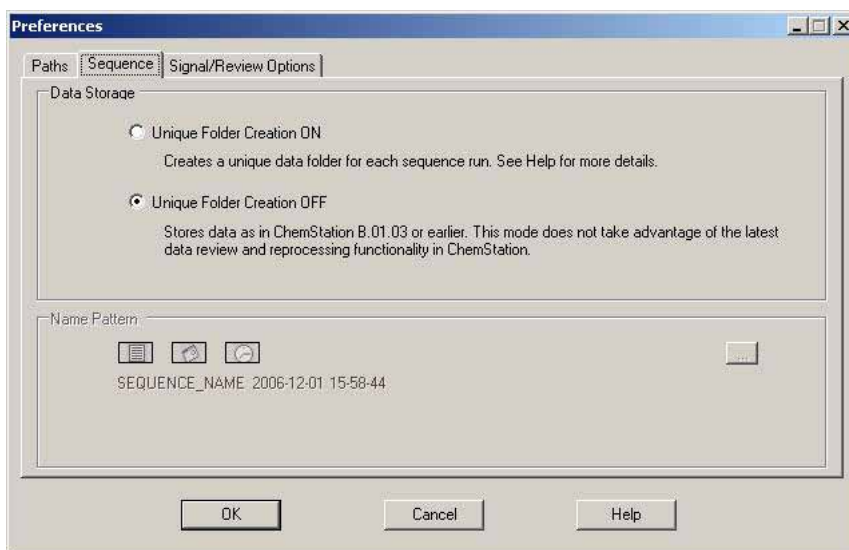 Preferences
Paths Sequence Signal/Review Options
Data Storage
Unique Folder Creation ON
Creates a unique data folder for each sequence run. See Help for more details.
Unique Folder Creation OFF
Stores data as in ChemStation B.01.03 or earlier. This mode does not take advantage of the latest
data review and reprocessing functionality in ChemStation.
Name Pattern
...
SEQUENCE_NAME 2006-12-01 15-58-44
OK Cancel Help